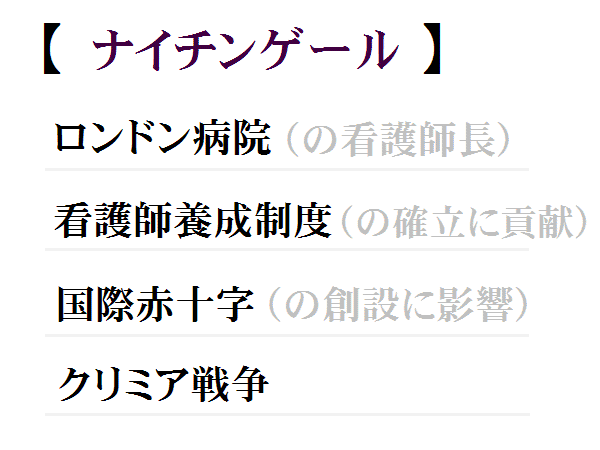 【 ナイチンゲール 】
ロンドン病院（の看護師長）
看護師養成制度（の確立に貢献）
国際赤十字（の創設に影響）
クリミア戦争